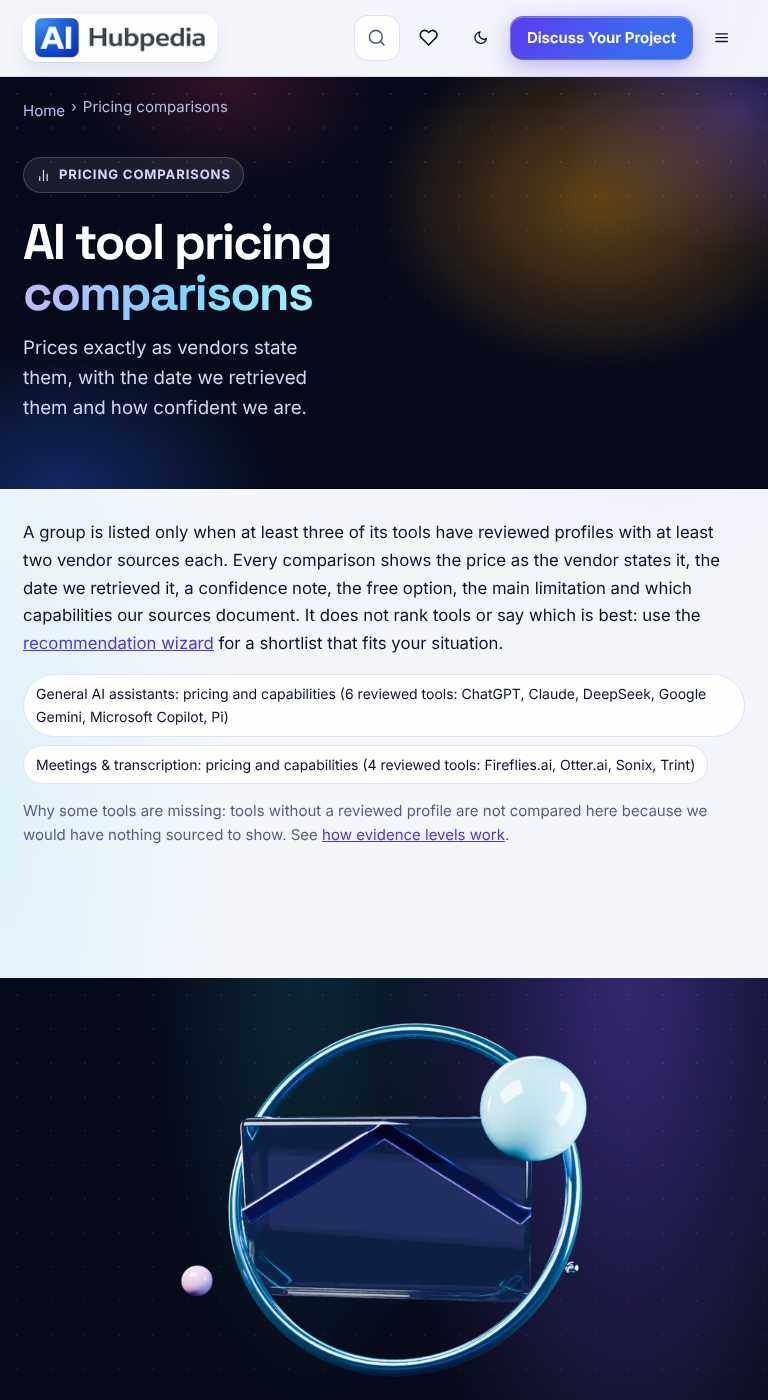 AI Hubpedia
Discuss Your Project
Home › Pricing comparisons
PRICING COMPARISONS
AI tool pricing
comparisons
Prices exactly as vendors state
them, with the date we retrieved
them and how confident we are.
A group is listed only when at least three of its tools have reviewed profiles with at least
two vendor sources each. Every comparison shows the price as the vendor states it, the
date we retrieved it, a confidence note, the free option, the main limitation and which
capabilities our sources document. It does not rank tools or say which is best: use the
recommendation wizard for a shortlist that fits your situation.
General AI assistants: pricing and capabilities (6 reviewed tools: ChatGPT, Claude, DeepSeek, Google
Gemini, Microsoft Copilot, Pi)
Meetings & transcription: pricing and capabilities (4 reviewed tools: Fireflies.ai, Otter.ai, Sonix, Trint)
Why some tools are missing: tools without a reviewed profile are not compared here because we
would have nothing sourced to show. See how evidence levels work.